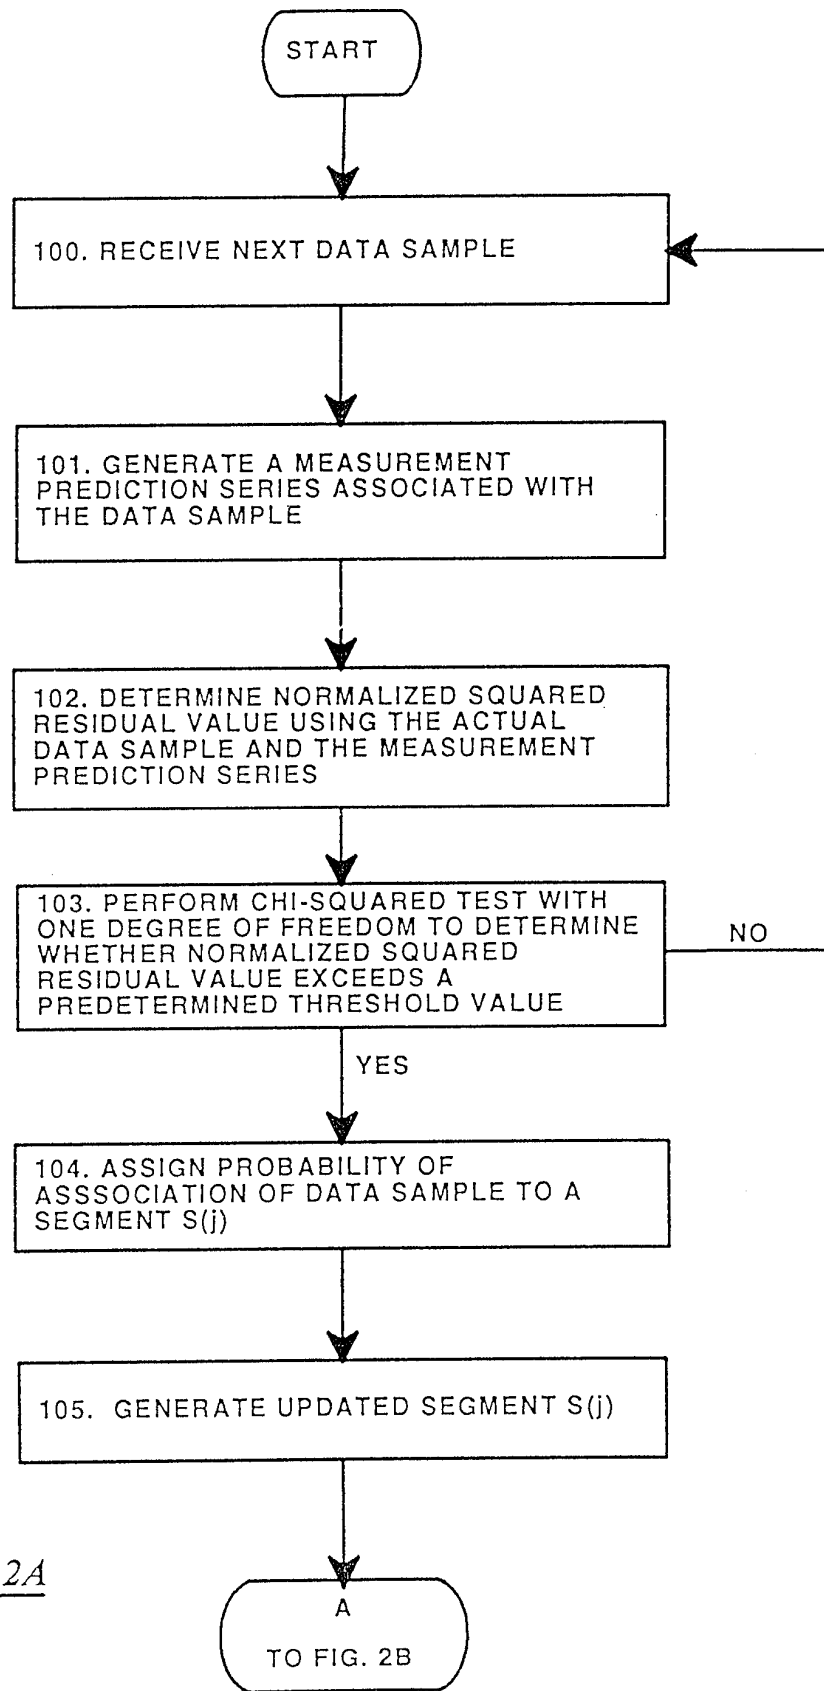 START
100. RECEIVE NEXT DATA SAMPLE
101. GENERATE A MEASUREMENT
PREDICTION SERIES ASSOCIATED WITH
THE DATA SAMPLE
102. DETERMINE NORMALIZED SQUARED
RESIDUAL VALUE USING THE ACTUAL
DATA SAMPLE AND THE MEASUREMENT
PREDICTION SERIES
103. PERFORM CHI-SQUARED TEST WITH
ONE DEGREE OF FREEDOM TO DETERMINE
WHETHER NORMALIZED SQUARED
RESIDUAL VALUE EXCEEDS A
PREDETERMINED THRESHOLD VALUE
NO
YES
104. ASSIGN PROBABILITY OF
ASSSOCIATION OF DATA SAMPLE TO A
SEGMENT S(j)
105. GENERATE UPDATED SEGMENT S(j)
2A
A
TO FIG. 2B